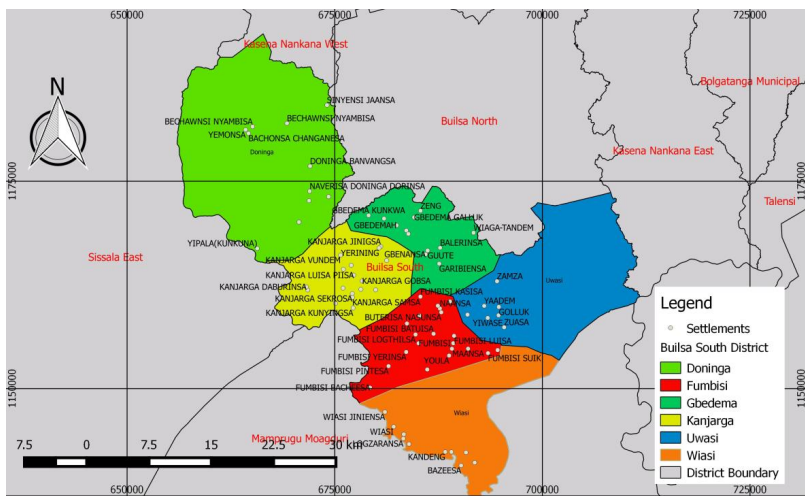 650000 675000 700000 725000
Kasena Nankana West
N
SINYENSI JAANSA
Bolgatanga Municipal
BECHAWNSI NYAMBISA BECHAWNSI NYAMBISA
Builsa North
YEMONSA BACHONSA CHANGANESA
Doninga
Kasena Nankana East
DONINGA BANVANGSA
1175000 1175000
NAVERISA DONINGA DORINSA
Talensi
ZENG
GBEDEMA KUNKWA
GBEDEMA GALLUK
GBEDEMAH
WIAGA-TANDEM
YIPALA(KUNKUNA) KANJARGA JINIGSA
BALERINSA
YERINING
Sissala East
KANJARGA VUNDEM GBENANSA GUUTE
Uwasi
Builsa South GARIBIENSA
KANJARGA LUISA PIISA
ZAMZA
KANJARGA GOBSA
KANJARGA DABURINSA
FUMBISI KASISA
KANJARGA SEKROSA KANJARGA SAMSA NAANSA YAADEM
KANJARGA KUNYINGSA
GOLLUK
BUTERISA NASUNSA YIWASE ZUASA
FUMBISI BATUISA
FUMBISI LOGTHILSA FUMBISI FUMBISI LUISA
FUMBISI YERINSA MAANSA
YOULA FUMBISI SUIK
FUMBISI PINTESA
FUMBISI BACHEESA
1150000 1150000
WIASI JINIENSA
Wiasi
WIASI
Mamprugu Moagduri
LOGZARANSA
KANDENG
BAZEESA
7.5 0 7.5 15 22.5 30 km
650000 675000 700000 725000
Legend
Settlements
Builsa South District
Doninga
Fumbisi
Gbedema
Kanjarga
Uwasi
Wiasi
District Boundary